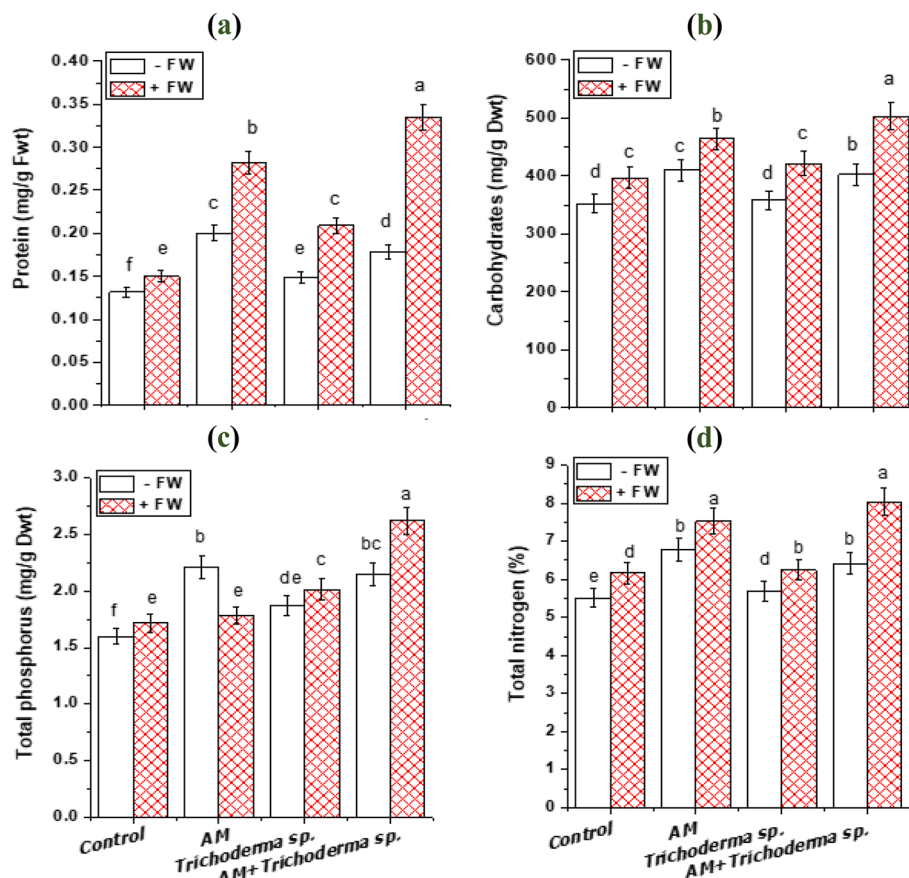 (a)
Protein (mg/g Fwt)
0.40
0.35
0.30
0.25
0.20
0.15
0.10
0.05
0.00
- FW
+ FW
f
e
c
b
e
c
d
a
(b)
Carbohydrates (mg/g Dwt)
600
500
400
300
200
100
0
- FW
+ FW
d
c
c
b
d
c
b
a
(c)
Total phosphorus (mg/g Dwt)
3.0
2.5
2.0
1.5
1.0
0.5
0.0
- FW
+ FW
f
e
b
e
de
c
bc
a
Control
AM
Trichoderma sp.
AM+Trichoderma sp.
(d)
Total nitrogen (%)
9
8
7
6
5
4
3
2
1
0
- FW
+ FW
e
d
b
a
d
b
b
a
Control
AM
Trichoderma sp.
AM+Trichoderma sp.